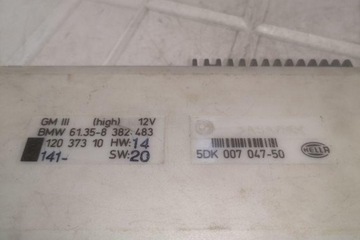 GM III (high) 12V
BMW 61.35-8 382 483
120 373 10 HW: 14
141- SW: 20
5DK 007 047-50
HELLA